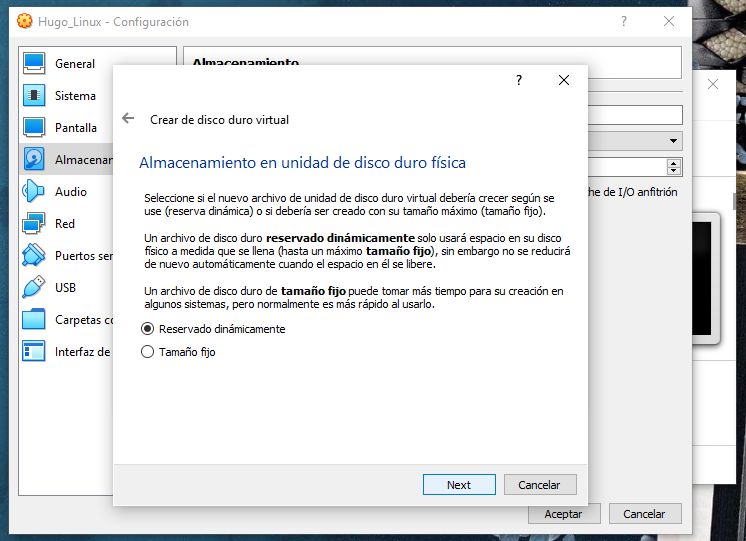 Hugo_Linux - Configuración
?
General
Sistema
Pantalla
Almacenan
Audio
Red
Puertos ser
USB
Carpetas co
Interfaz de
Almacenamiento
he de I/O anfitrión
?
Crear de disco duro virtual
Almacenamiento en unidad de disco duro física
Seleccione si el nuevo archivo de unidad de disco duro virtual debería crecer según se
use (reserva dinámica) o si debería ser creado con su tamaño máximo (tamaño fijo).
Un archivo de disco duro reservado dinámicamente solo usará espacio en su disco
físico a medida que se llena (hasta un máximo tamaño fijo), sin embargo no se reducirá
de nuevo automáticamente cuando el espacio en él se libere.
Un archivo de disco duro de tamaño fijo puede tomar más tiempo para su creación en
algunos sistemas, pero normalmente es más rápido al usarlo.
Reservado dinámicamente
Tamaño fijo
Next
Cancelar
Aceptar
Cancelar